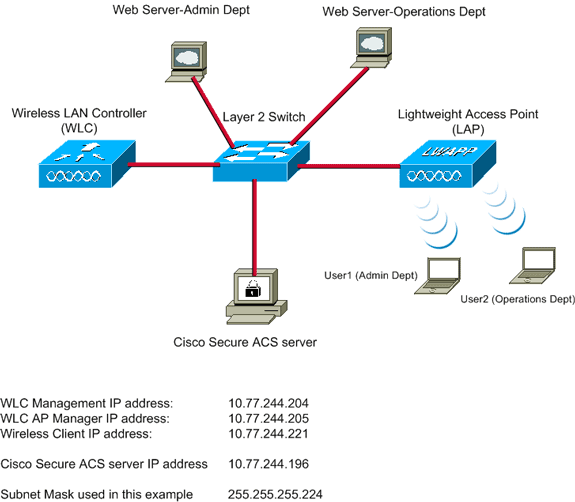 Web Server-Admin Dept
Web Server-Operations Dept
Wireless LAN Controller
(WLC)
Layer 2 Switch
Lightweight Access Point
(LAP)
LWAPP
User1 (Admin Dept)
User2 (Operations Dept)
Cisco Secure ACS server
WLC Management IP address: 10.77.244.204
WLC AP Manager IP address: 10.77.244.205
Wireless Client IP address: 10.77.244.221
Cisco Secure ACS server IP address 10.77.244.196
Subnet Mask used in this example 255.255.255.224